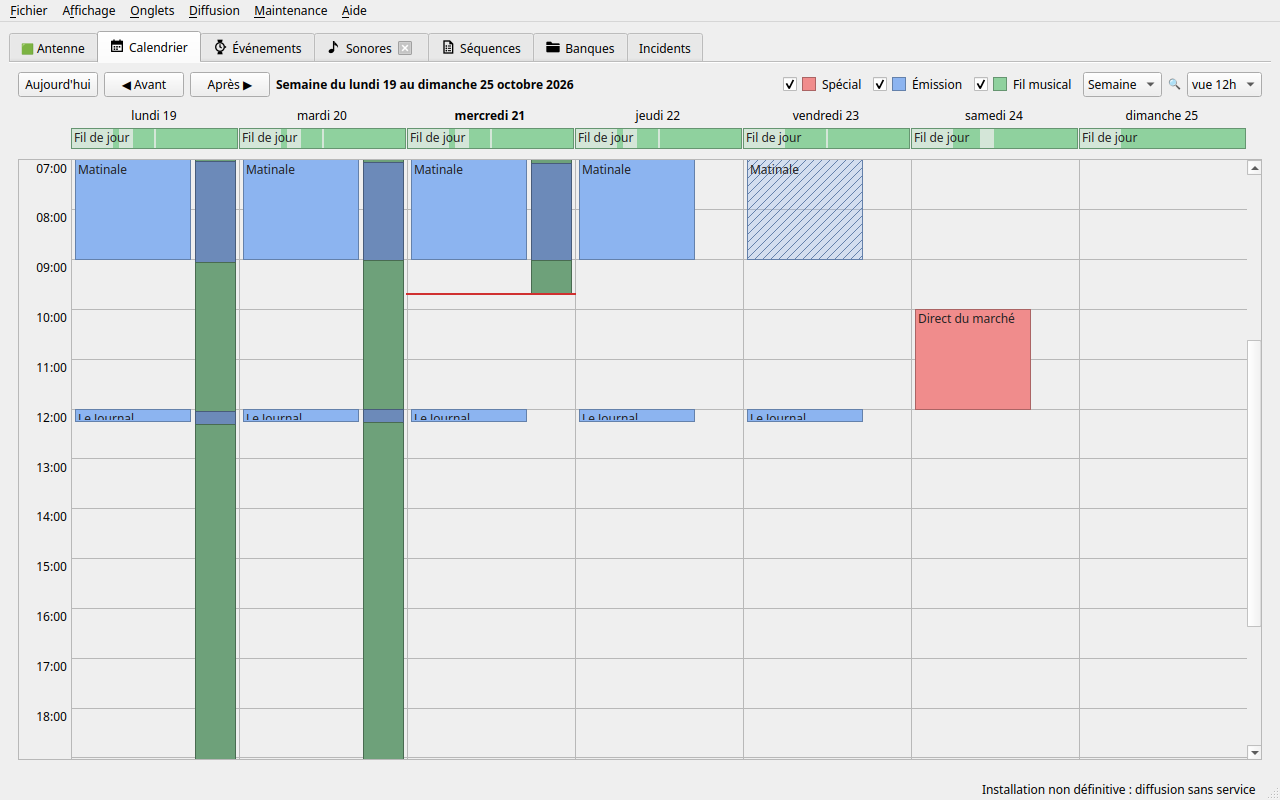 Fichier Affichage Onglets Diffusion Maintenance Aide
Antenne Calendrier Événements Sonores Séquences Banques Incidents
Aujourd'hui ◀ Avant Après ▶ Semaine du lundi 19 au dimanche 25 octobre 2026 Spécial Émission Fil musical Semaine vue 12h
lundi 19 mardi 20 mercredi 21 jeudi 22 vendredi 23 samedi 24 dimanche 25
Fil de jour Fil de jour Fil de jour Fil de jour Fil de jour Fil de jour Fil de jour
07:00 Matinale Matinale Matinale Matinale Matinale
08:00
09:00
10:00 Direct du marché
11:00
12:00 Le Journal Le Journal Le Journal Le Journal Le Journal
13:00
14:00
15:00
16:00
17:00
18:00
Installation non définitive : diffusion sans service